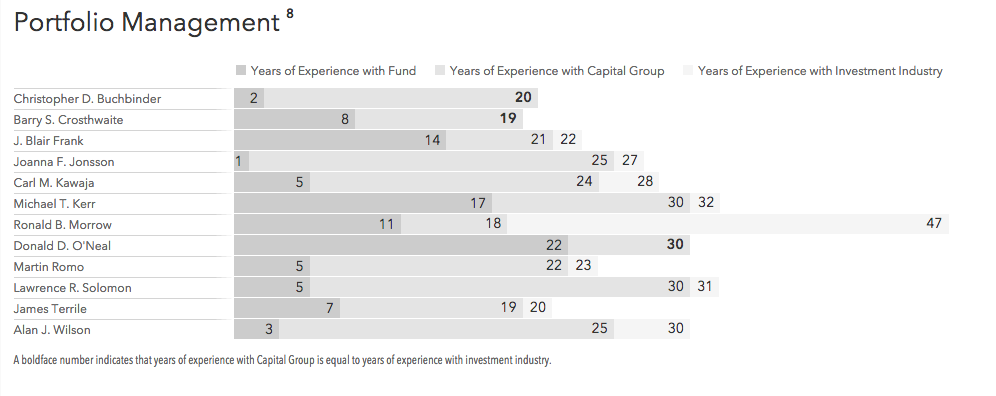 Portfolio Management 8
Years of Experience with Fund Years of Experience with Capital Group Years of Experience with Investment Industry
Christopher D. Buchbinder 2 20
Barry S. Crosthwaite 8 19
J. Blair Frank 14 21 22
Joanna F. Jonsson 1 25 27
Carl M. Kawaja 5 24 28
Michael T. Kerr 17 30 32
Ronald B. Morrow 11 18 47
Donald D. O'Neal 22 30
Martin Romo 5 22 23
Lawrence R. Solomon 5 30 31
James Terrile 7 19 20
Alan J. Wilson 3 25 30
A boldface number indicates that years of experience with Capital Group is equal to years of experience with investment industry.